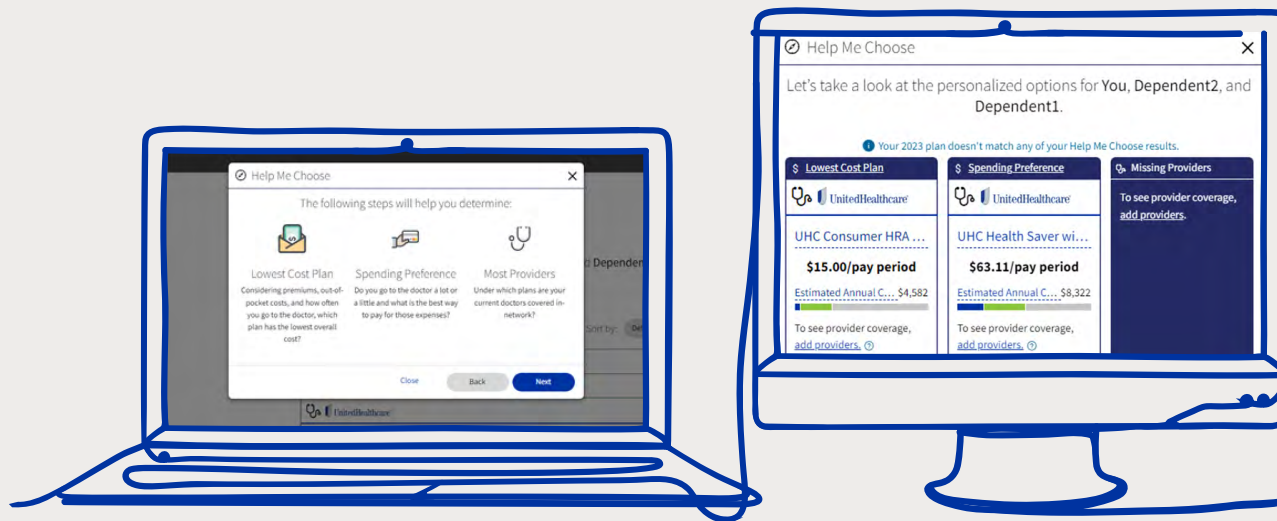 Help Me Choose
The following steps will help you determine:
Lowest Cost Plan
Considering premiums, out-of-
pocket costs, and how often
you go to the doctor, which
plan has the lowest overall
cost?
Spending Preference
Do you go to the doctor a lot or
a little and what is the best way
to pay for those expenses?
Most Providers
Under which plans are your
current doctors covered in-
network?
Close
Back
Next
Dependen
Sort by:
UnitedHealthcare
Help Me Choose
Let's take a look at the personalized options for You, Dependent2, and
Dependent1.
Your 2023 plan doesn't match any of your Help Me Choose results.
$ Lowest Cost Plan
UnitedHealthcare
UHC Consumer HRA ...
$15.00/pay period
Estimated Annual C... $4,582
To see provider coverage,
add providers.
$ Spending Preference
UnitedHealthcare
UHC Health Saver wi...
$63.11/pay period
Estimated Annual C... $8,322
To see provider coverage,
add providers.
Missing Providers
To see provider coverage,
add providers.